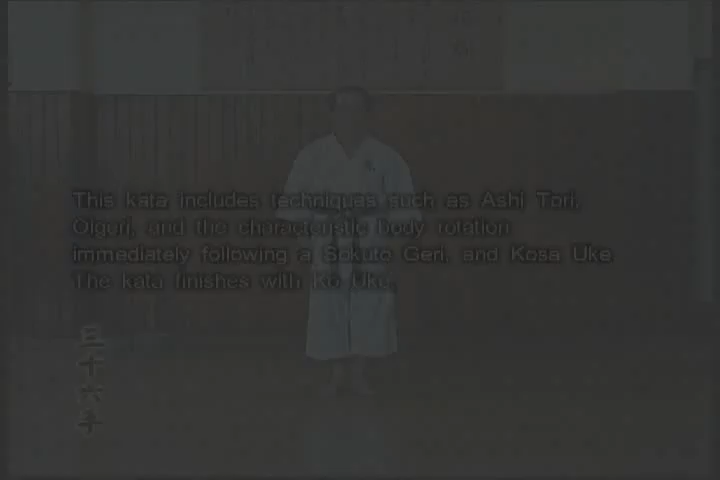 This kata includes techniques such as Ashi Tori,
Oiguri, and the characteristic body rotation
immediately following a Sokuto Geri, and Kosa Uke
The kata finishes with Ko Uke.
三十六手